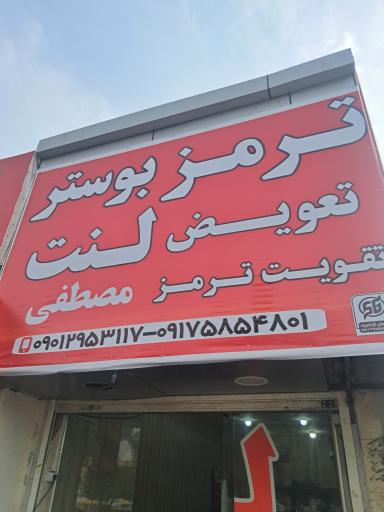 ترمز بوستر
تعویض لنت
تقویت ترمز مصطفی
۰۹۰۱۲۹۵۳۱۱۷-۰۹۱۷۵۸۵۴۸۰۱